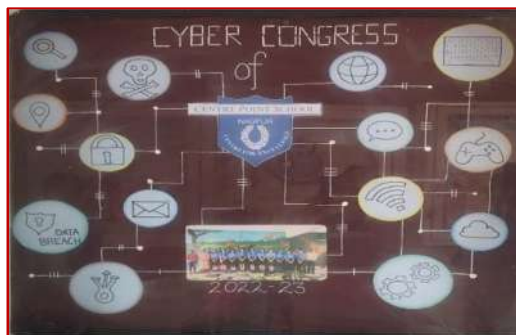 CYBER CONGRESS
of
CENTRE POINT SCHOOL
NAGPUR
DATA
BREACH
2022-23